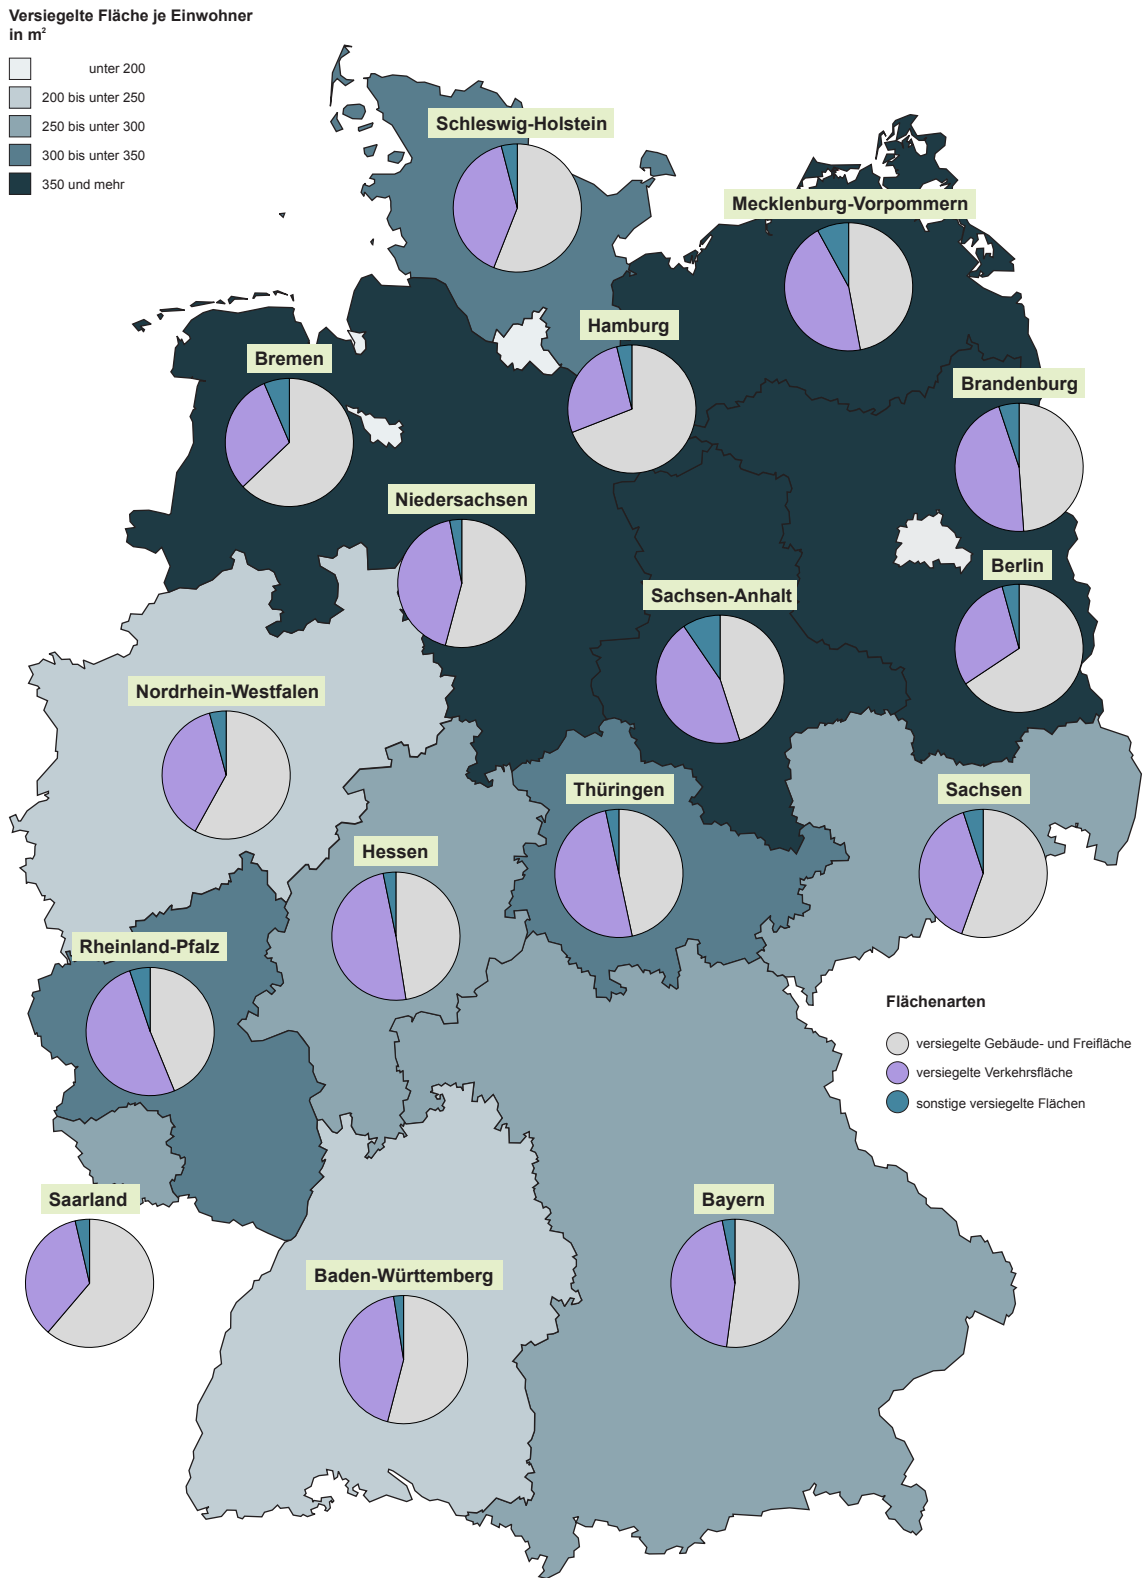 Versiegelte Fläche je Einwohner
in m²
unter 200
200 bis unter 250
250 bis unter 300
300 bis unter 350
350 und mehr
Schleswig-Holstein
Mecklenburg-Vorpommern
Hamburg
Bremen
Brandenburg
Niedersachsen
Berlin
Sachsen-Anhalt
Nordrhein-Westfalen
Thüringen
Sachsen
Hessen
Rheinland-Pfalz
Flächenarten
versiegelte Gebäude- und Freifläche
versiegelte Verkehrsfläche
sonstige versiegelte Flächen
Saarland
Bayern
Baden-Württemberg